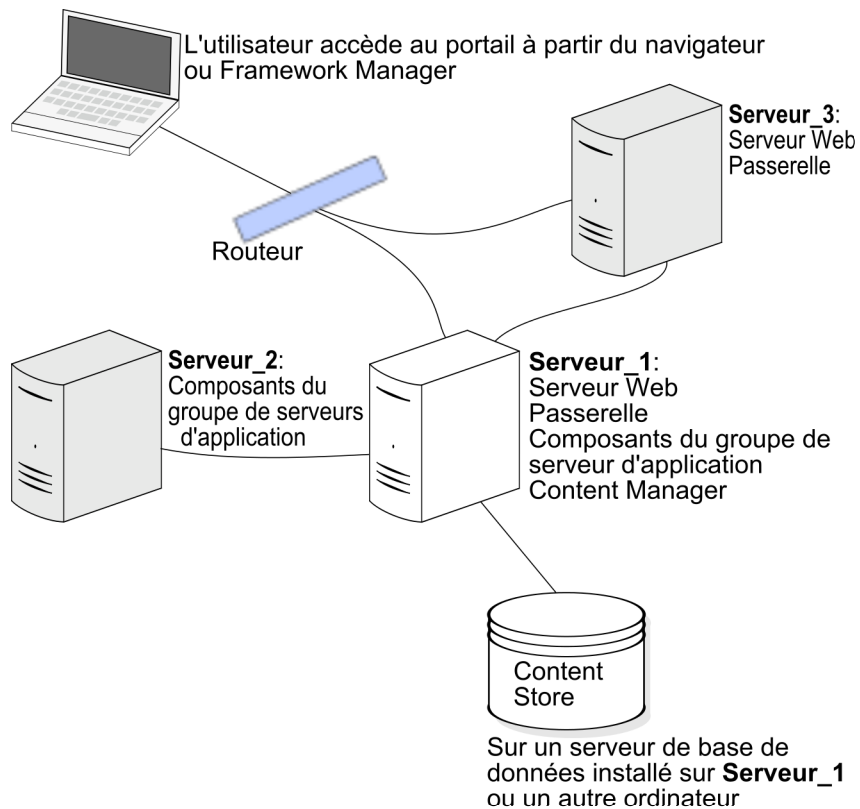 L'utilisateur accède au portail à partir du navigateur
ou Framework Manager
Serveur_3:
Serveur Web
Passerelle
Routeur
Serveur_2:
Composants du
groupe de serveurs
d'application
Serveur_1:
Serveur Web
Passerelle
Composants du groupe de
serveur d'application
Content Manager
Content
Store
Sur un serveur de base de
données installé sur Serveur_1
ou un autre ordinateur